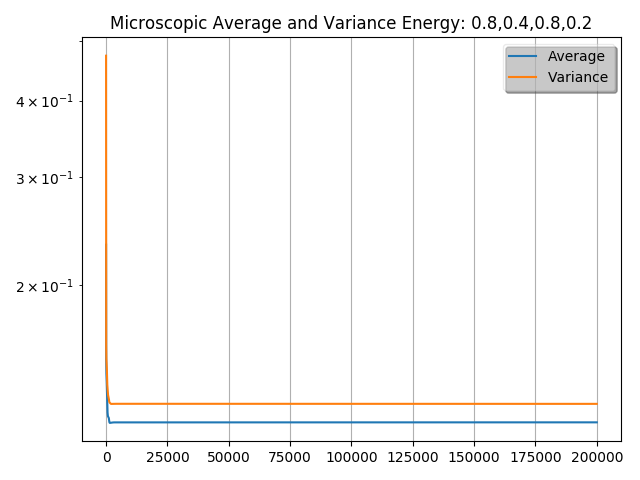 Microscopic Average and Variance Energy: 0.8,0.4,0.8,0.2
Average
Variance
4 × 10⁻¹
3 × 10⁻¹
2 × 10⁻¹
0 25000 50000 75000 100000 125000 150000 175000 200000